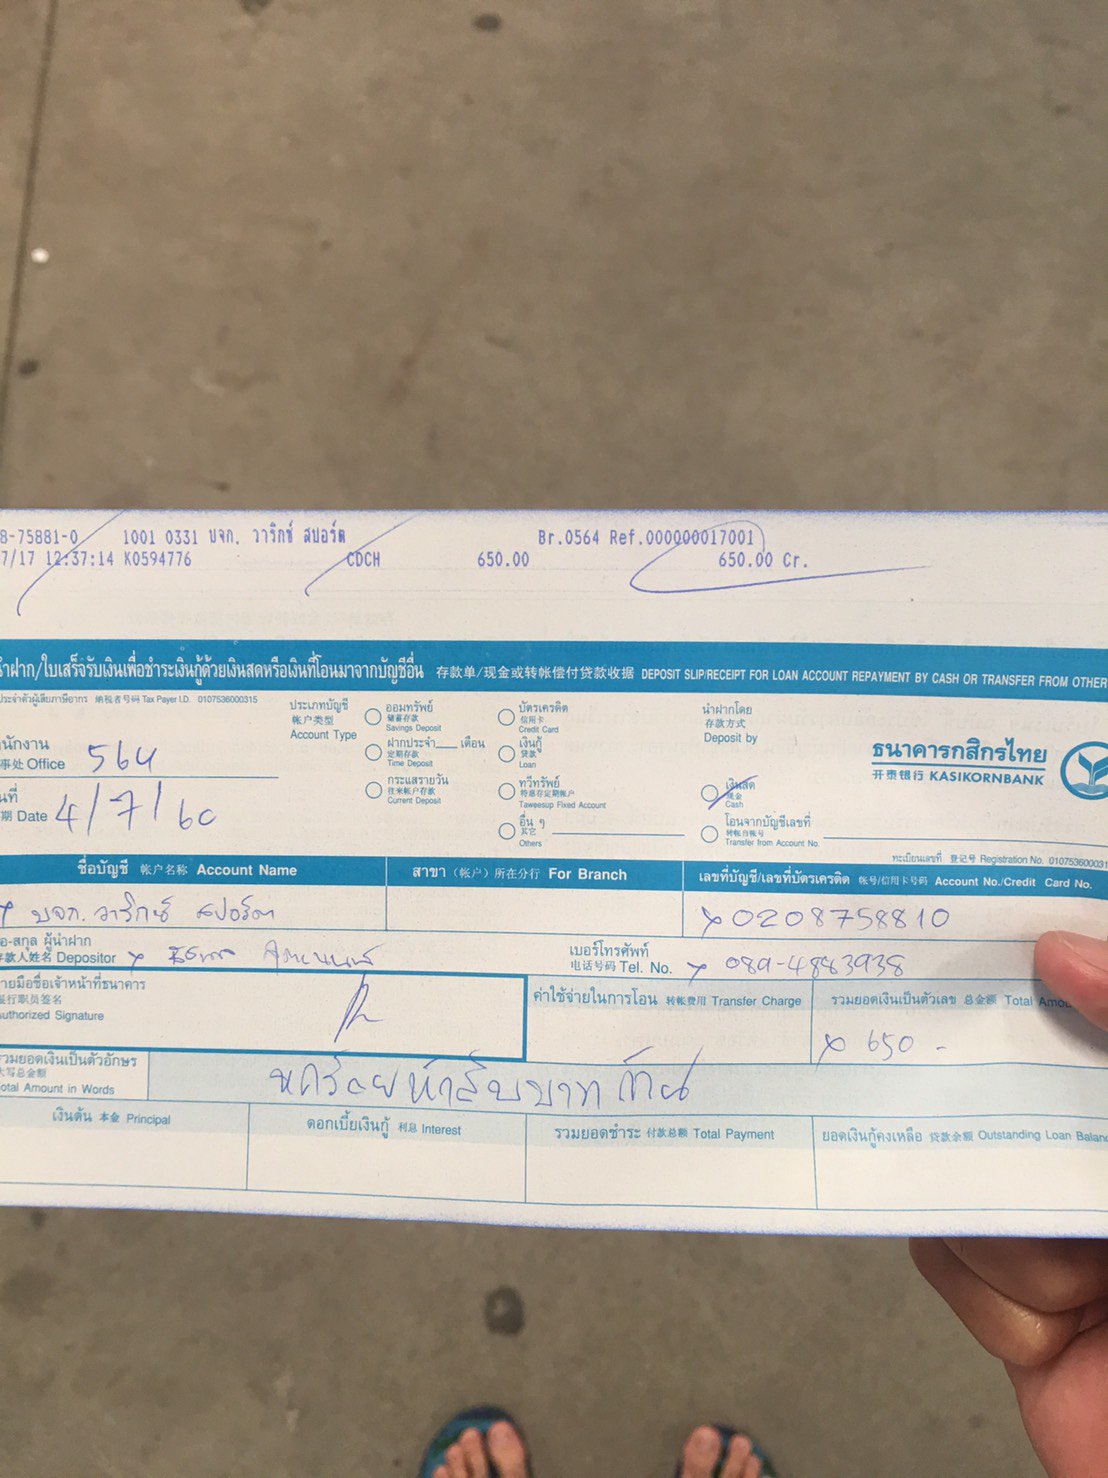 8-75881-0 1001 0331 บจก. วาริกซ์ สปอร์ต Br.0564 Ref.000000017001
7/17 12:37:14 K0594776 CDCH 650.00 650.00 Cr.
นำฝาก/ใบเสร็จรับเงินเพื่อชำระเงินกู้ด้วยเงินสดหรือเงินที่โอนมาจากบัญชีอื่น 存款单/现金或转帐偿付贷款收据 DEPOSIT SLIP/RECEIPT FOR LOAN ACCOUNT REPAYMENT BY CASH OR TRANSFER FROM OTHER
ประจำตัวผู้เสียภาษีอากร 纳税者号码 Tax Payer I.D. 0107536000315
ประเภทบัญชี
帐户类型
Account Type
ออมทรัพย์
储蓄存款
Savings Deposit
ฝากประจำ___เดือน
定期存款
Time Deposit
กระแสรายวัน
往来帐户存款
Current Deposit
บัตรเครดิต
信用卡
Credit Card
เงินกู้
贷款
Loan
ทวีทรัพย์
特惠存定期帐户
Taweesup Fixed Account
อื่น ๆ
其它
Others
นำฝากโดย
存款方式
Deposit by
เงินสด
现金
Cash
โอนจากบัญชีเลขที่
转帐自帐号
Transfer from Account No.
ธนาคารกสิกรไทย
开泰银行 KASIKORNBANK
ทะเบียนเลขที่ 登记号 Registration No. 010753600031
นักงาน
事处 Office 564
นที่
期 Date 4/7/60
ชื่อบัญชี 帐户名称 Account Name สาขา (帐户) 所在分行 For Branch เลขที่บัญชี/เลขที่บัตรเครดิต 帐号/信用卡号码 Account No./Credit Card No.
บจก. วาริกซ์ สปอร์ต x 0208758810
อ-สกุล ผู้นำฝาก
存款人姓名 Depositor x
เบอร์โทรศัพท์
电话号码 Tel. No. x 089-4883938
ายมือชื่อเจ้าหน้าที่ธนาคาร
银行职员签名
Authorized Signature
ค่าใช้จ่ายในการโอน 转帐费用 Transfer Charge รวมยอดเงินเป็นตัวเลข 总金额 Total Amou
x 650 -
รวมยอดเงินเป็นตัวอักษร
大写总金额
Total Amount in Words
หกร้อยห้าสิบบาทถ้วน
เงินต้น 本金 Principal ดอกเบี้ยเงินกู้ 利息 Interest รวมยอดชำระ 付款总额 Total Payment ยอดเงินกู้คงเหลือ 贷款余额 Outstanding Loan Balanc